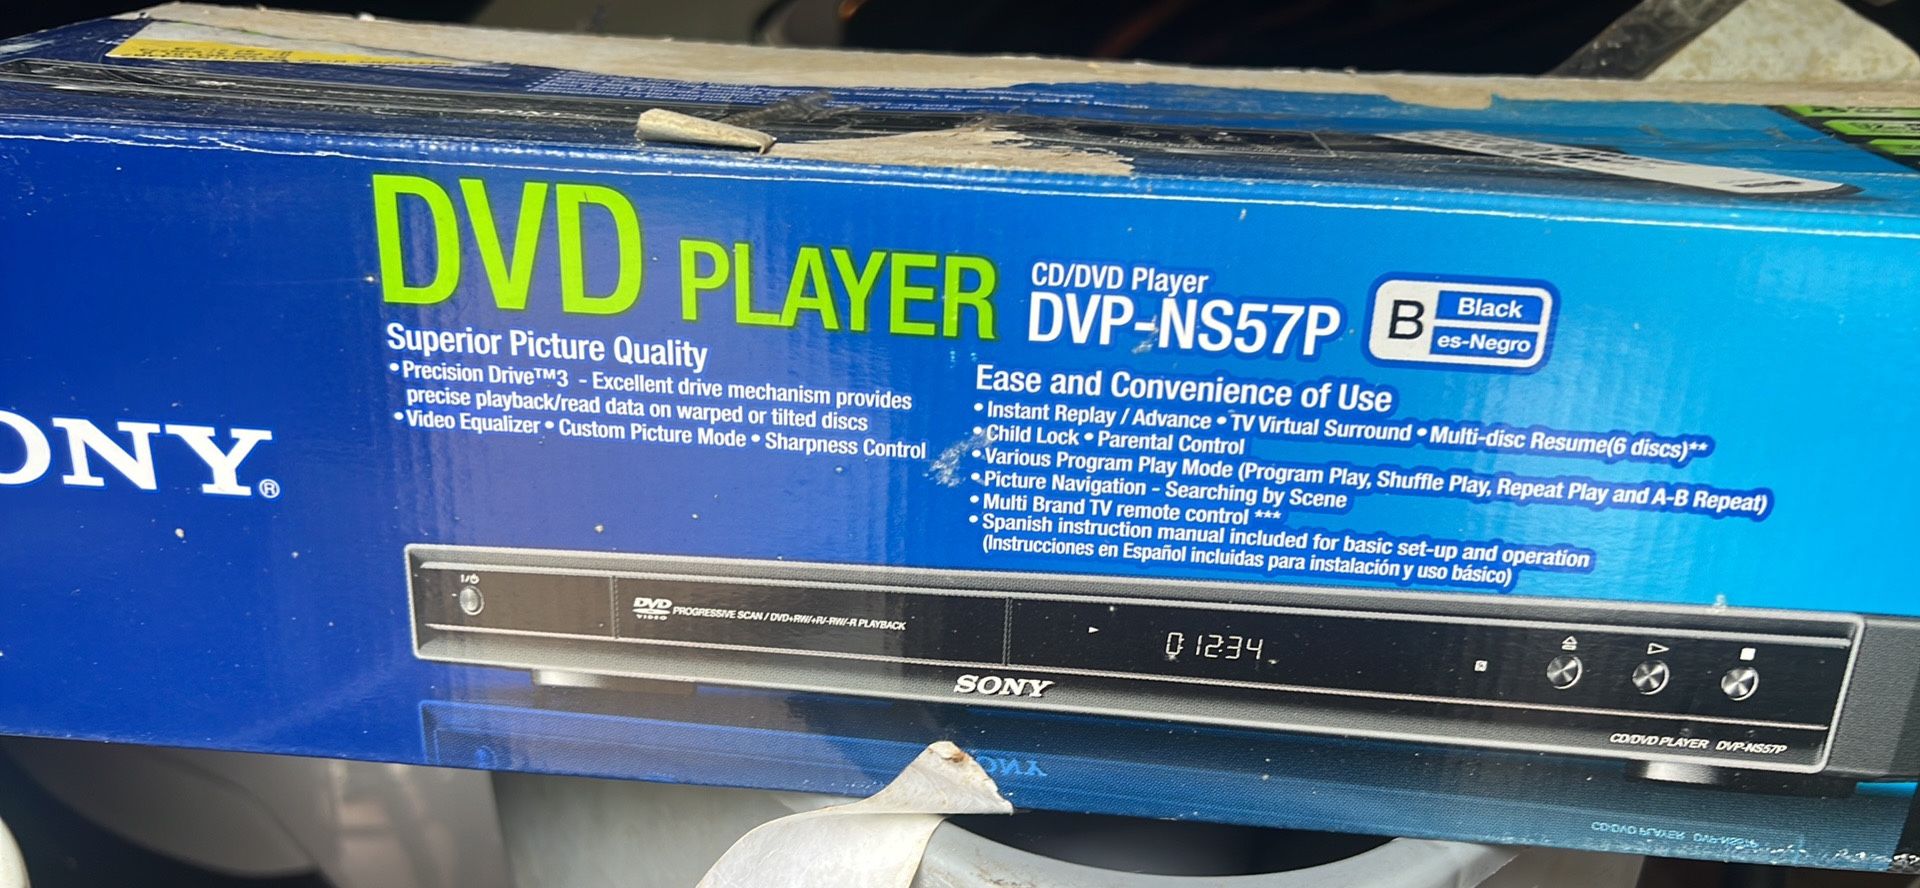 DVD PLAYER
CD/DVD Player
DVP-NS57P
B
Black
es-Negro
Superior Picture Quality
•Precision Drive™3 - Excellent drive mechanism provides
precise playback/read data on warped or tilted discs
•Video Equalizer • Custom Picture Mode • Sharpness Control
Ease and Convenience of Use
•Instant Replay / Advance • TV Virtual Surround • Multi-disc Resume(6 discs)**
•Child Lock • Parental Control
•Various Program Play Mode (Program Play, Shuffle Play, Repeat Play and A-B Repeat)
•Picture Navigation - Searching by Scene
•Multi Brand TV remote control ***
•Spanish instruction manual included for basic set-up and operation
(Instrucciones en Español incluidas para instalación y uso básico)
ONY®
DVD VIDEO PROGRESSIVE SCAN / DVD+RW/+R/-RW/-R PLAYBACK
01234
SONY
CD/DVD PLAYER DVP-NS57P